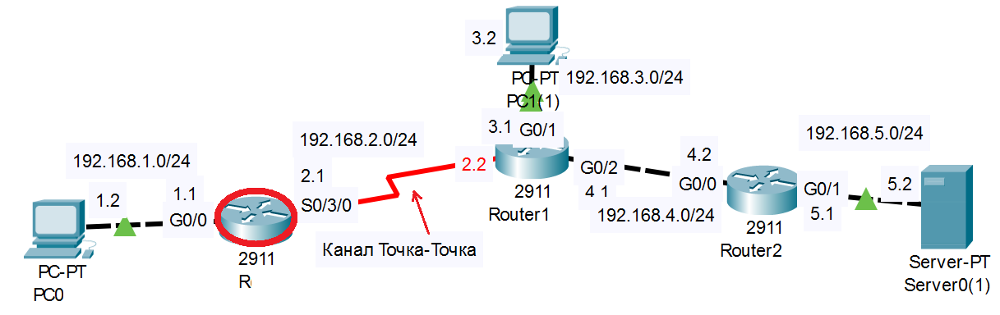 3.2
PC-PT
PC1(1)
192.168.3.0/24
3.1
G0/1
192.168.2.0/24
192.168.5.0/24
192.168.1.0/24
2.1
2.2
G0/2
4.2
1.2
1.1
G0/0
S0/3/0
2911
Router1
4.1
G0/0
192.168.4.0/24
G0/1
5.1
5.2
Канал Точка-Точка
2911
Router2
PC-PT
PC0
2911
R
Server-PT
Server0(1)